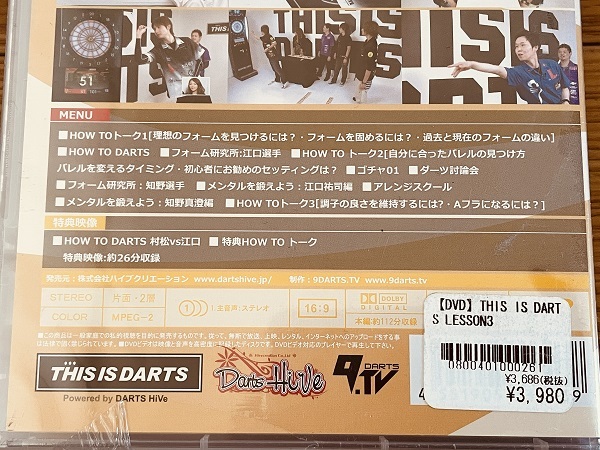 THIS IS
DARTS
51
MENU
■HOW TOトーク1[理想のフォームを見つけるには?・フォームを固めるには?・過去と現在のフォームの違い]
■HOW TO DARTS ■フォーム研究所:江口選手 ■HOW TOトーク2[自分に合ったバレルの見つけ方
バレルを変えるタイミング・初心者にお勧めのセッティングは?■ゴチャ01 ■ダーツ討論会
■フォーム研究所:知野選手 ■メンタルを鍛えよう:江口祐司編 ■アレンジスクール
■メンタルを鍛えよう:知野真澄編 ■HOW TOトーク3[調子の良さを維持するには?・Aフラになるには?]
特典映像
■HOW TO DARTS 村松vs江口 ■特典HOW TO トーク
特典映像:約26分収録
発売元:株式会社ハイブクリエーション www.dartshive.jp/ 制作:9DARTS.TV www.9darts.tv
STEREO 片面・2層 1.主音声:ステレオ 16:9 DOLBY DIGITAL
COLOR MPEG-2 本編:約112分収録
THIS IS DARTS
Powered by DARTS HiVe
Darts HiVe
9DARTS.TV
【DVD】THIS IS DART
S LESSON3
080040100026
¥3,686(税抜)
¥3,980